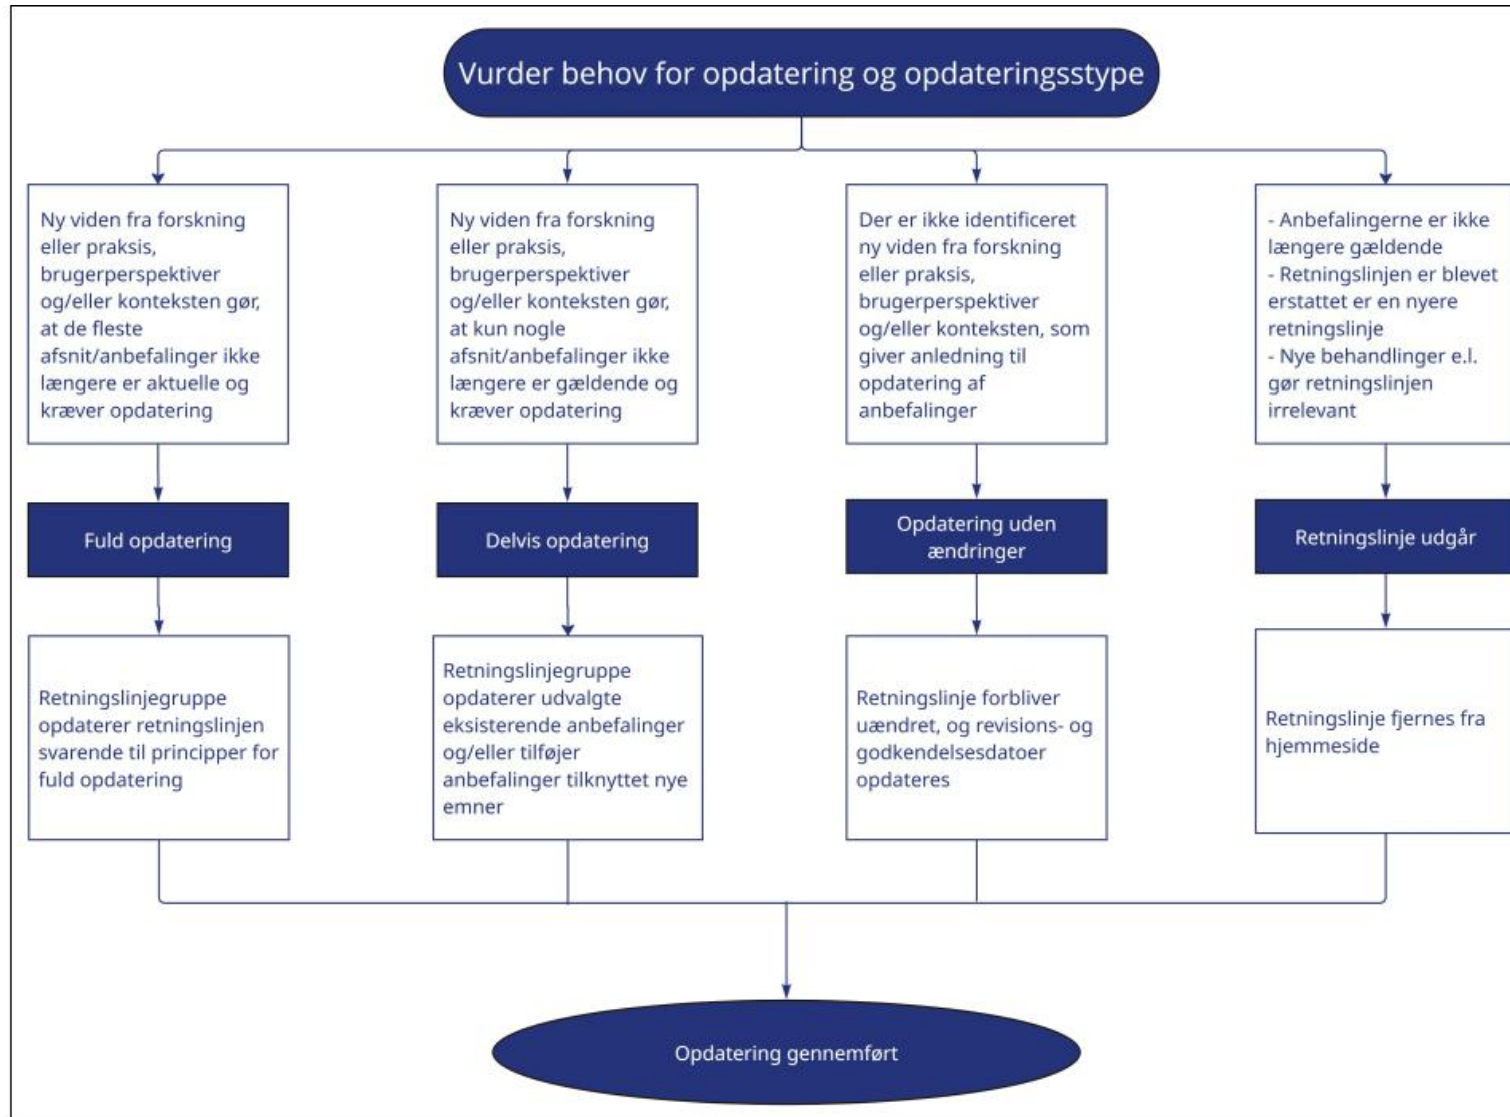 Vurder behov for opdatering og opdateringsstype
Ny viden fra forskning
eller praksis,
brugerperspektiver
og/eller konteksten gør,
at de fleste
afsnit/anbefalinger ikke
længere er aktuelle og
kræver opdatering
Ny viden fra forskning
eller praksis,
brugerperspektiver
og/eller konteksten gør,
at kun nogle
afsnit/anbefalinger ikke
længere er gældende og
kræver opdatering
Der er ikke identificeret
ny viden fra forskning
eller praksis,
brugerperspektiver
og/eller konteksten, som
giver anledning til
opdatering af
anbefalinger
- Anbefalingerne er ikke
længere gældende
- Retningslinjen er blevet
erstattet er en nyere
retningslinje
- Nye behandlinger e.l.
gør retningslinjen
irrelevant
Fuld opdatering
Delvis opdatering
Opdatering uden
ændringer
Retningslinje udgår
Retningslinjegruppe
opdaterer retningslinjen
svarende til principper for
fuld opdatering
Retningslinjegruppe
opdaterer udvalgte
eksisterende anbefalinger
og/eller tilføjer
anbefalinger tilknyttet nye
emner
Retningslinje forbliver
uændret, og revisions- og
godkendelsesdatoer
opdateres
Retningslinje fjernes fra
hjemmeside
Opdatering gennemført